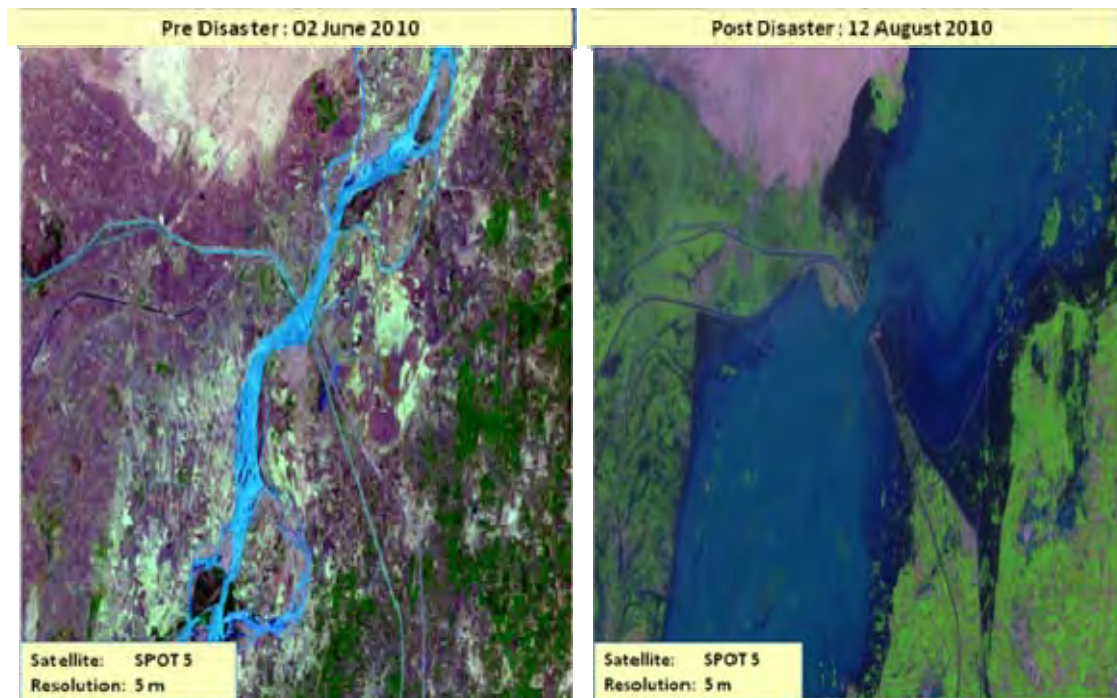 Pre Disaster : 02 June 2010
Post Disaster : 12 August 2010
Satellite: SPOT 5
Resolution: 5 m
Satellite: SPOT 5
Resolution: 5 m